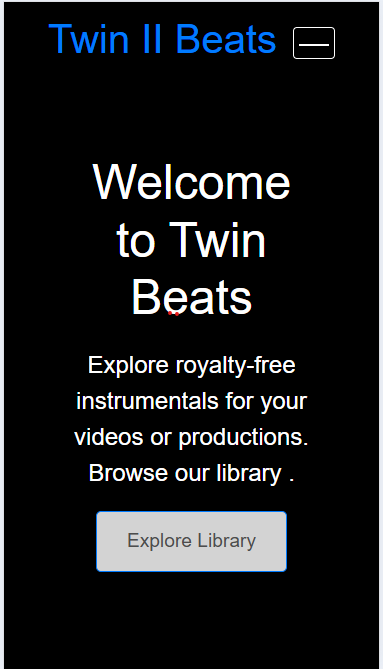 Twin II Beats
Welcome
to Twin
Beats
Explore royalty-free
instrumentals for your
videos or productions.
Browse our library .
Explore Library